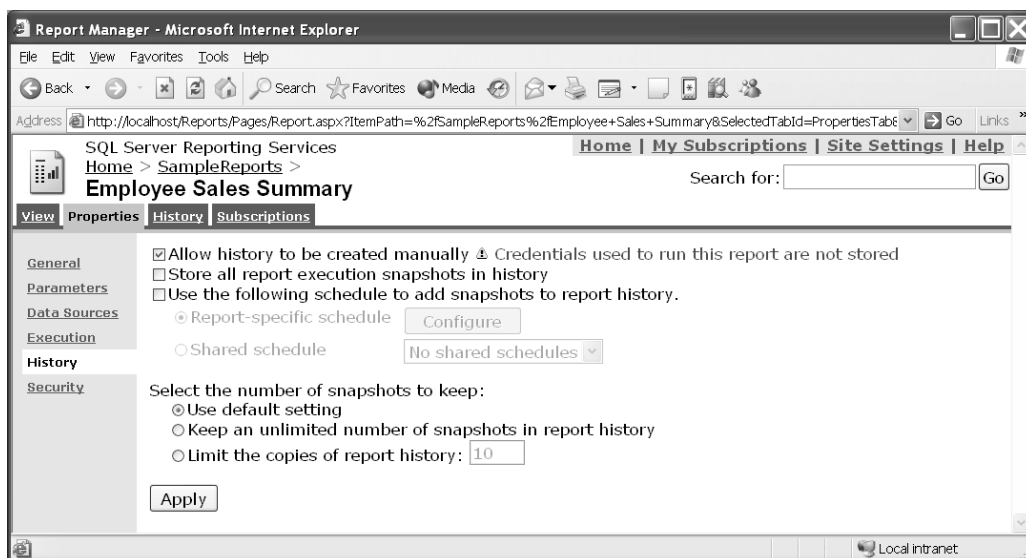 Report Manager - Microsoft Internet Explorer
File Edit View Favorites Tools Help
Back Search Favorites Media
Address http://localhost/Reports/Pages/Report.aspx?ItemPath=%2fSampleReports%2fEmployee+Sales+Summary&SelectedTabId=PropertiesTab& Go Links »
SQL Server Reporting Services Home | My Subscriptions | Site Settings | Help
Home > SampleReports >
Employee Sales Summary Search for: Go
View Properties History Subscriptions
General
Parameters
Data Sources
Execution
History
Security
Allow history to be created manually Credentials used to run this report are not stored
Store all report execution snapshots in history
Use the following schedule to add snapshots to report history.
Report-specific schedule Configure
Shared schedule No shared schedules
Select the number of snapshots to keep:
Use default setting
Keep an unlimited number of snapshots in report history
Limit the copies of report history: 10
Apply
Local intranet